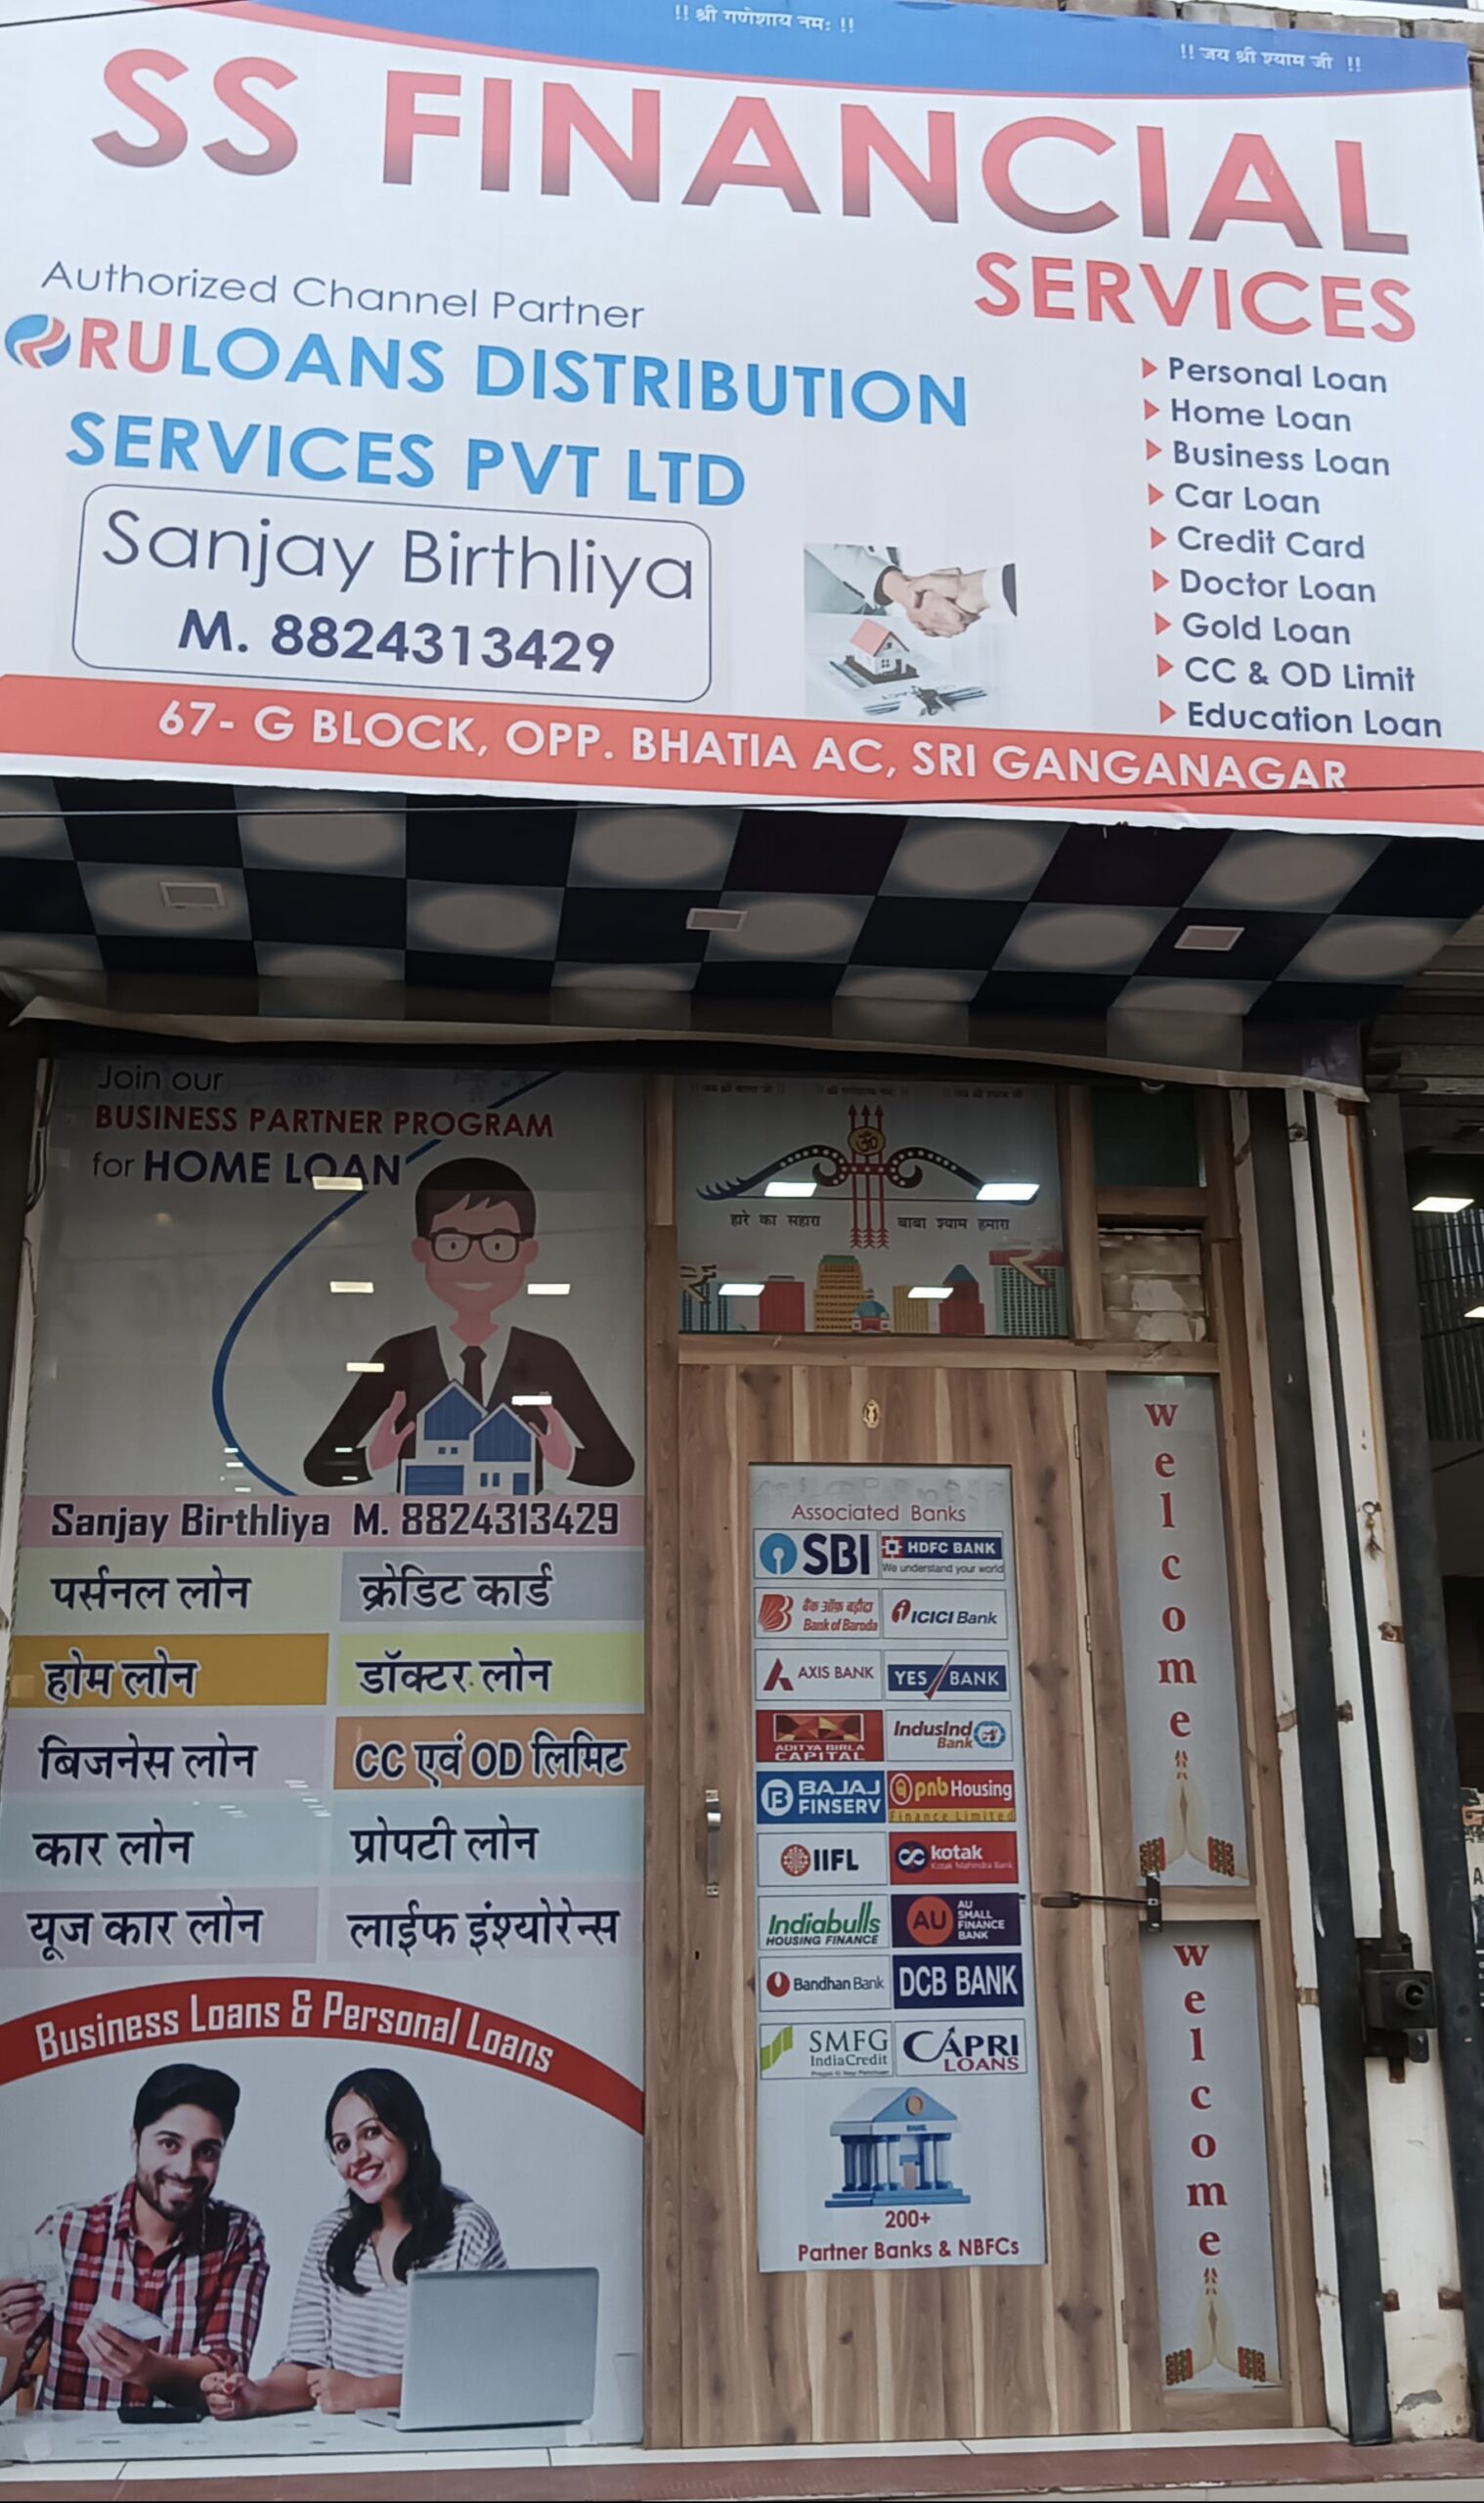 !! श्री गणेशाय नमः !!
!! जय श्री श्याम जी !!
SS FINANCIAL
SERVICES
Authorized Channel Partner
RULOANS DISTRIBUTION
SERVICES PVT LTD
Sanjay Birthliya
M. 8824313429
Personal Loan
Home Loan
Business Loan
Car Loan
Credit Card
Doctor Loan
Gold Loan
CC & OD Limit
Education Loan
67- G BLOCK, OPP. BHATIA AC, SRI GANGANAGAR
Join our
BUSINESS PARTNER PROGRAM
for HOME LOAN
Sanjay Birthliya M. 8824313429
पर्सनल लोन
क्रेडिट कार्ड
होम लोन
डॉक्टर लोन
बिजनेस लोन
CC एवं OD लिमिट
कार लोन
प्रोपटी लोन
यूज कार लोन
लाईफ इंश्योरेन्स
Business Loans & Personal Loans
ॐ
हारे का सहारा बाबा श्याम हमारा
Associated Banks
SBI
HDFC BANK
We understand your world
बैंक ऑफ़ बड़ौदा
Bank of Baroda
ICICI Bank
AXIS BANK
YES BANK
ADITYA BIRLA
CAPITAL
IndusInd
Bank
BAJAJ
FINSERV
pnb Housing
Finance Limited
IIFL
kotak
Kotak Mahindra Bank
Indiabulls
HOUSING FINANCE
AU
AU
SMALL
FINANCE
BANK
Bandhan Bank
DCB BANK
SMFG
India Credit
CAPRI
LOANS
BANK
200+
Partner Banks & NBFCs
welcome
welcome